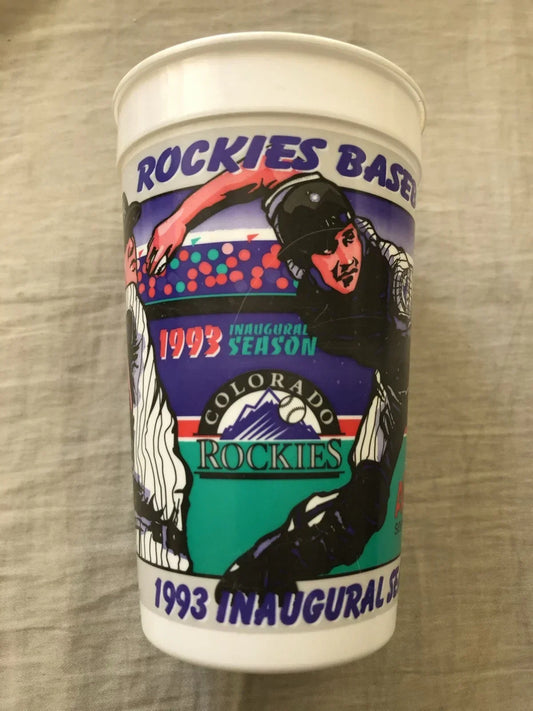 ROCKIES BASE
1993 INAUGURAL
SEASON
COLORADO
ROCKIES
1993 INAUGURAL SE